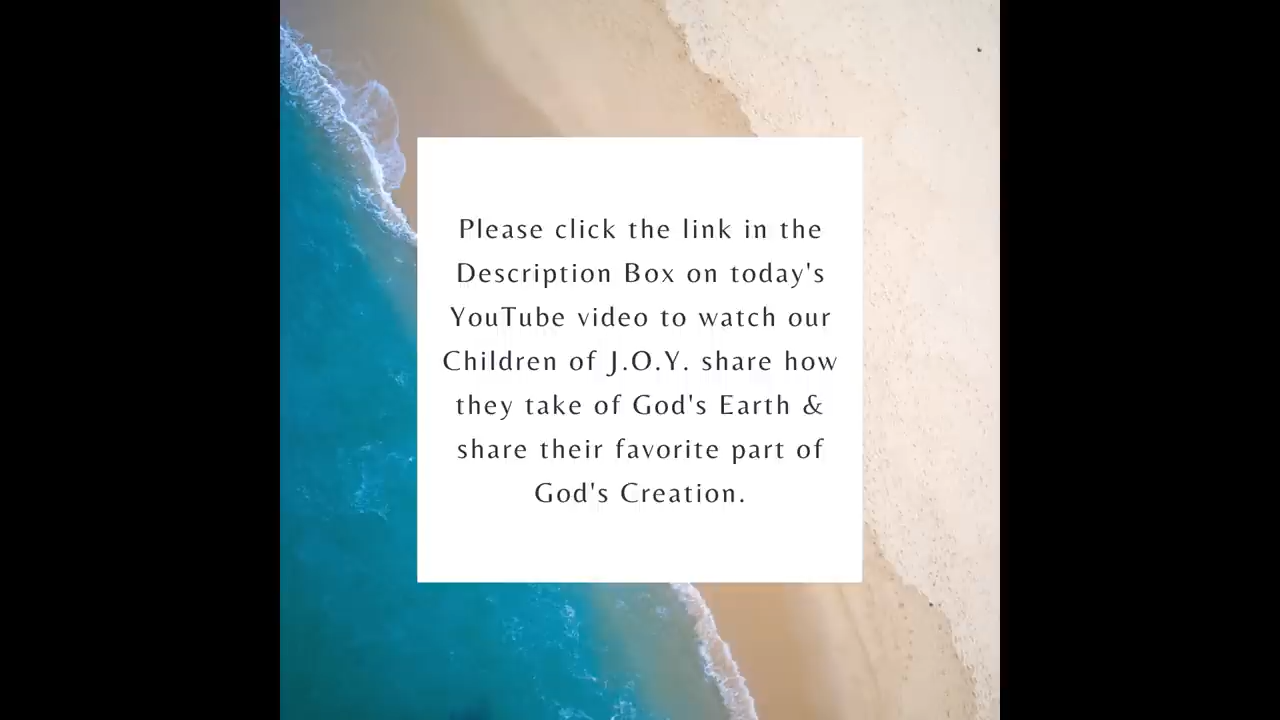 Please click the link in the
Description Box on today's
YouTube video to watch our
Children of J.O.Y. share how
they take of God's Earth &
share their favorite part of
God's Creation.